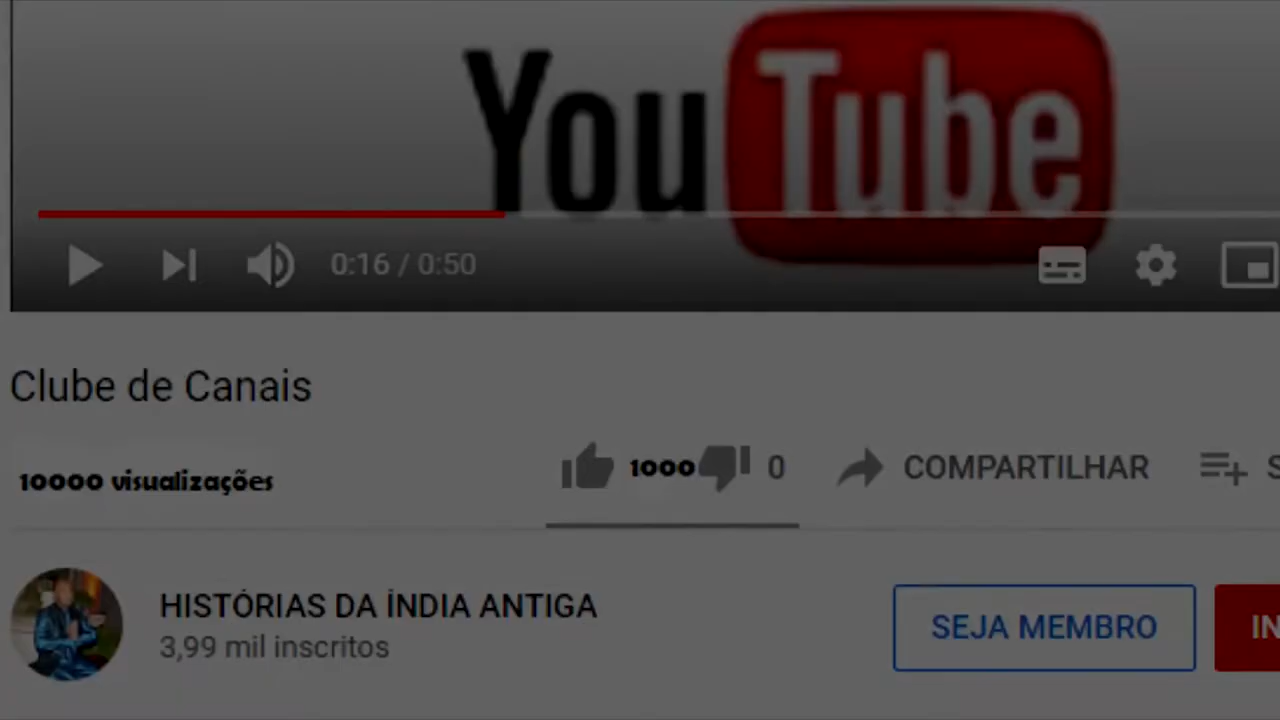 YouTube
0:16 / 0:50
Clube de Canais
10000 visualizações
1000 0 COMPARTILHAR
HISTÓRIAS DA ÍNDIA ANTIGA
3,99 mil inscritos
SEJA MEMBRO